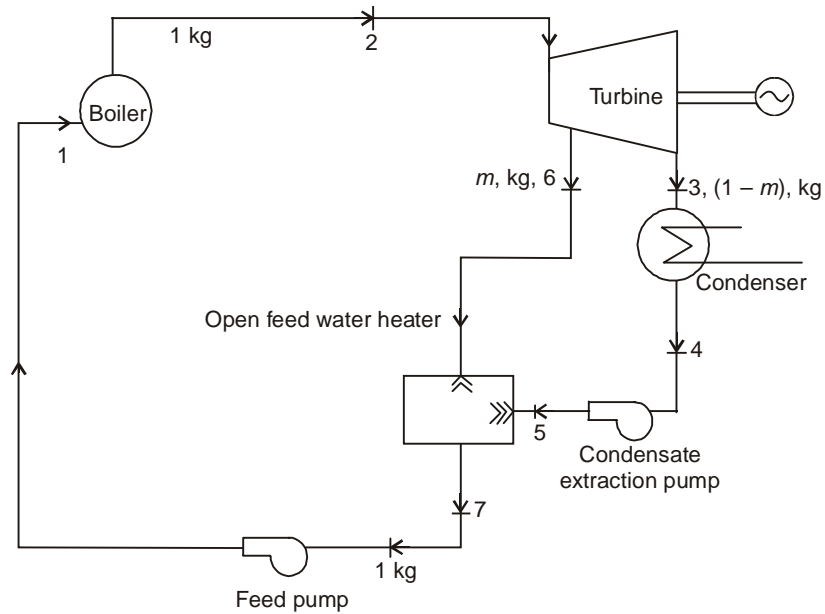 1 kg
2
Boiler
Turbine
1
m, kg, 6
3, (1 – m), kg
Condenser
Open feed water heater
4
5
Condensate
extraction pump
7
1 kg
Feed pump